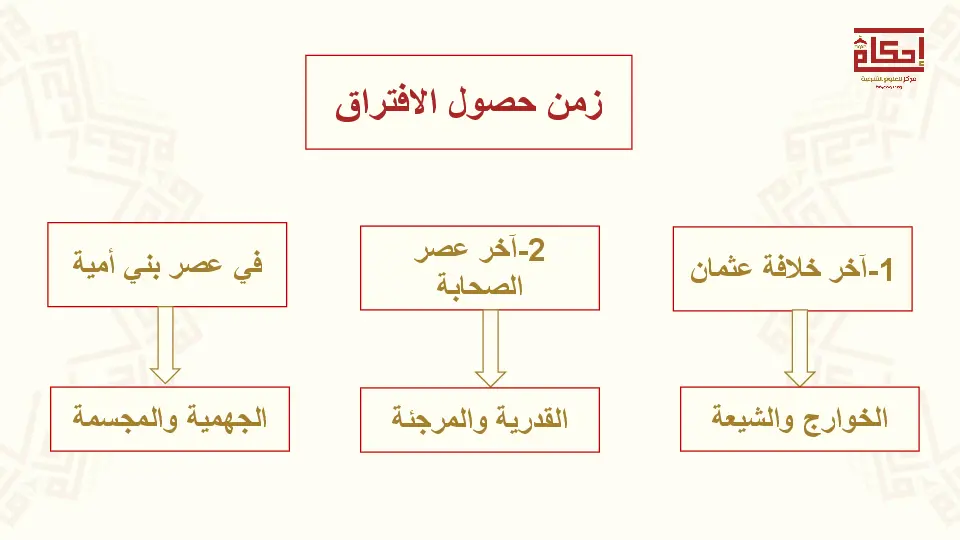 إحكام
مركز للعلوم الشرعية
زمن حصول الافتراق
1-آخر خلافة عثمان
2-آخر عصر
الصحابة
في عصر بني أمية
الخوارج والشيعة
القدرية والمرجئة
الجهمية والمجسمة